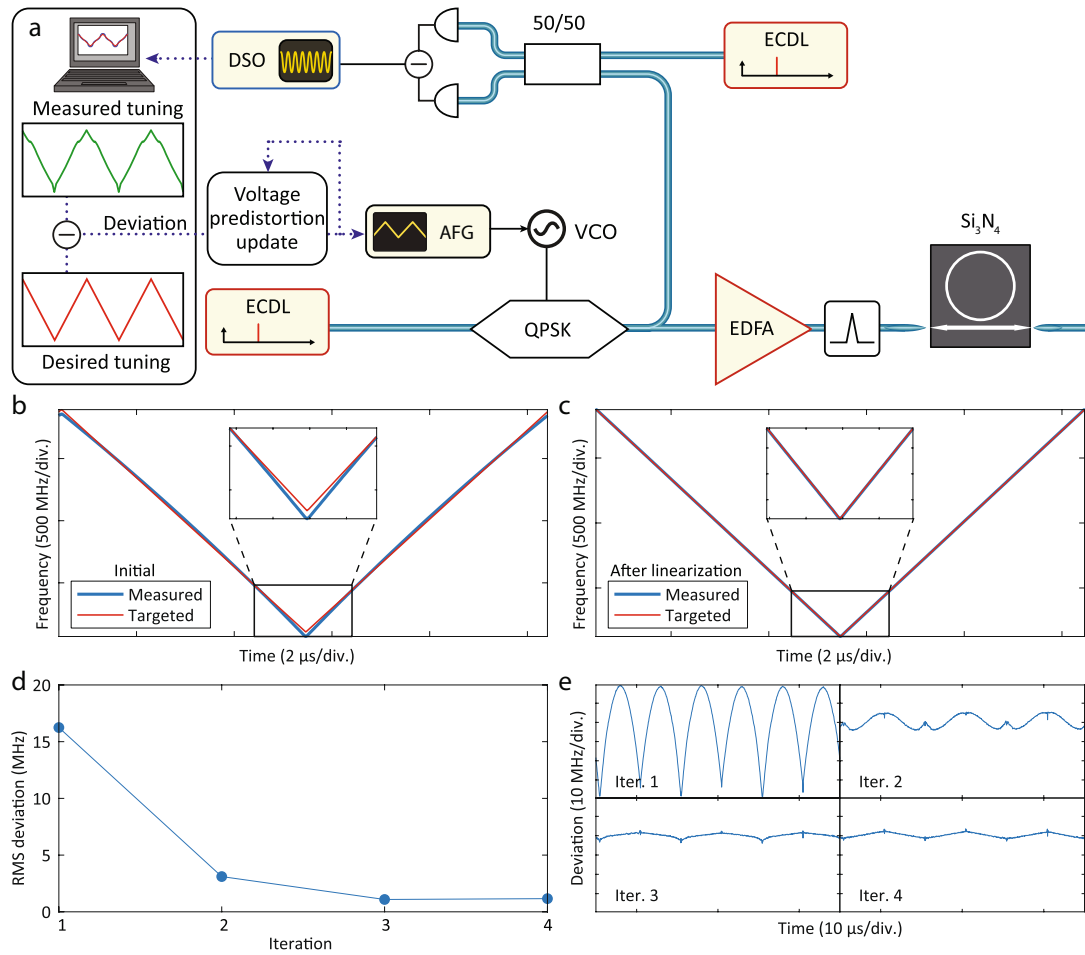 a
DSO
50/50
ECDL
Measured tuning
Deviation
Voltage
predistortion
update
AFG
VCO
Si₃N₄
ECDL
QPSK
EDFA
Desired tuning
b
Frequency (500 MHz/div.)
Initial
Measured
Targeted
Time (2 µs/div.)
c
Frequency (500 MHz/div.)
After linearization
Measured
Targeted
Time (2 µs/div.)
d
RMS deviation (MHz)
20
15
10
5
0
1
2
3
4
Iteration
e
Deviation (10 MHz/div.)
Iter. 1
Iter. 2
Iter. 3
Iter. 4
Time (10 µs/div.)